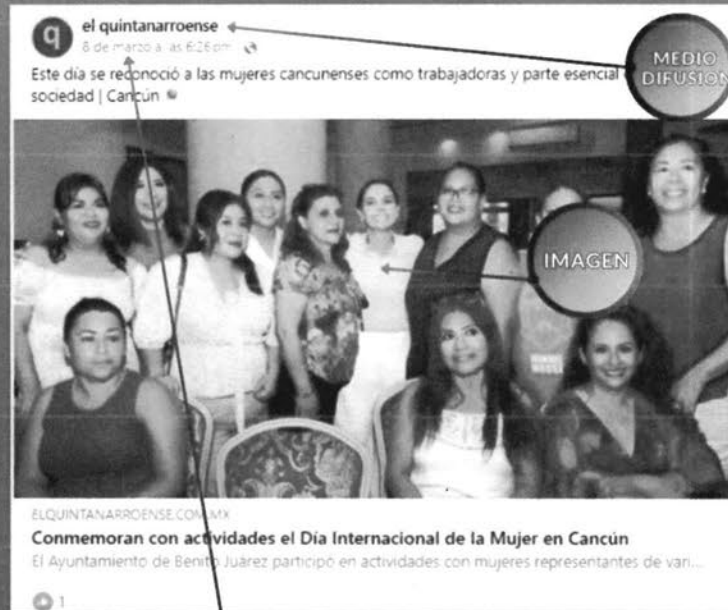 q
el quintanarroense
8 de marzo a las 6:26 pm
Este día se reconoció a las mujeres cancunenses como trabajadoras y parte esencial
sociedad | Cancún
MEDIO
DIFUSIÓN
IMAGEN
ELQUINTANARROENSE.COM.MX
Conmemoran con actividades el Día Internacional de la Mujer en Cancún
El Ayuntamiento de Benito Juárez participó en actividades con mujeres representantes de vari...
1